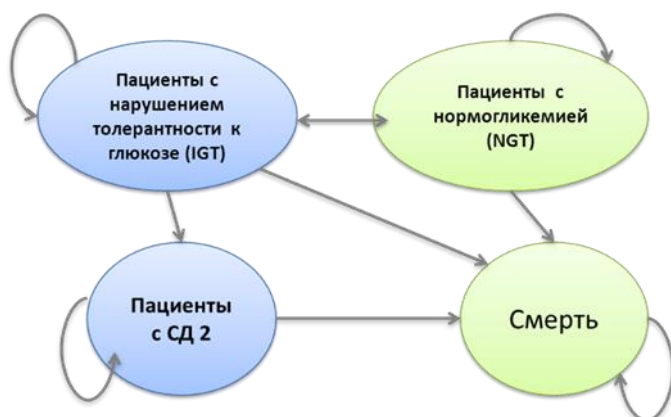 Пациенты с
нарушением
толерантности к
глюкозе (IGT)
Пациенты с
нормогликемией
(NGT)
Пациенты
с СД 2
Смерть